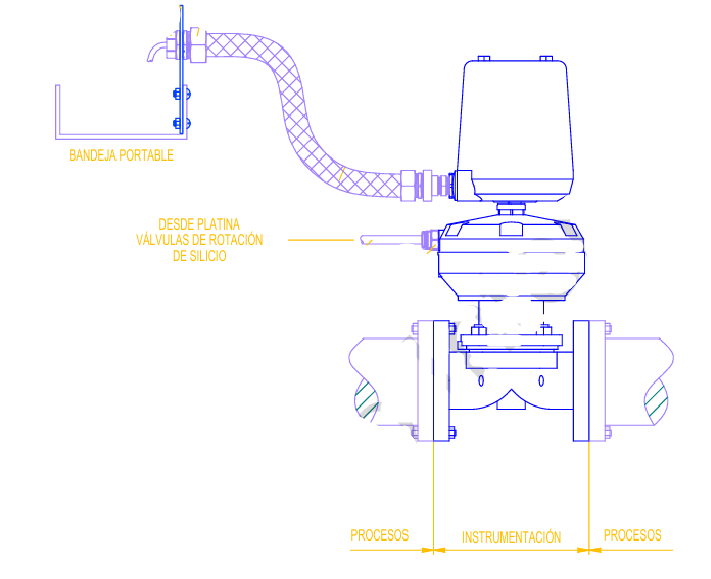 BANDEJA PORTABLE
DESDE PLATINA
VÁLVULAS DE ROTACIÓN
DE SILICIO
PROCESOS
INSTRUMENTACIÓN
PROCESOS